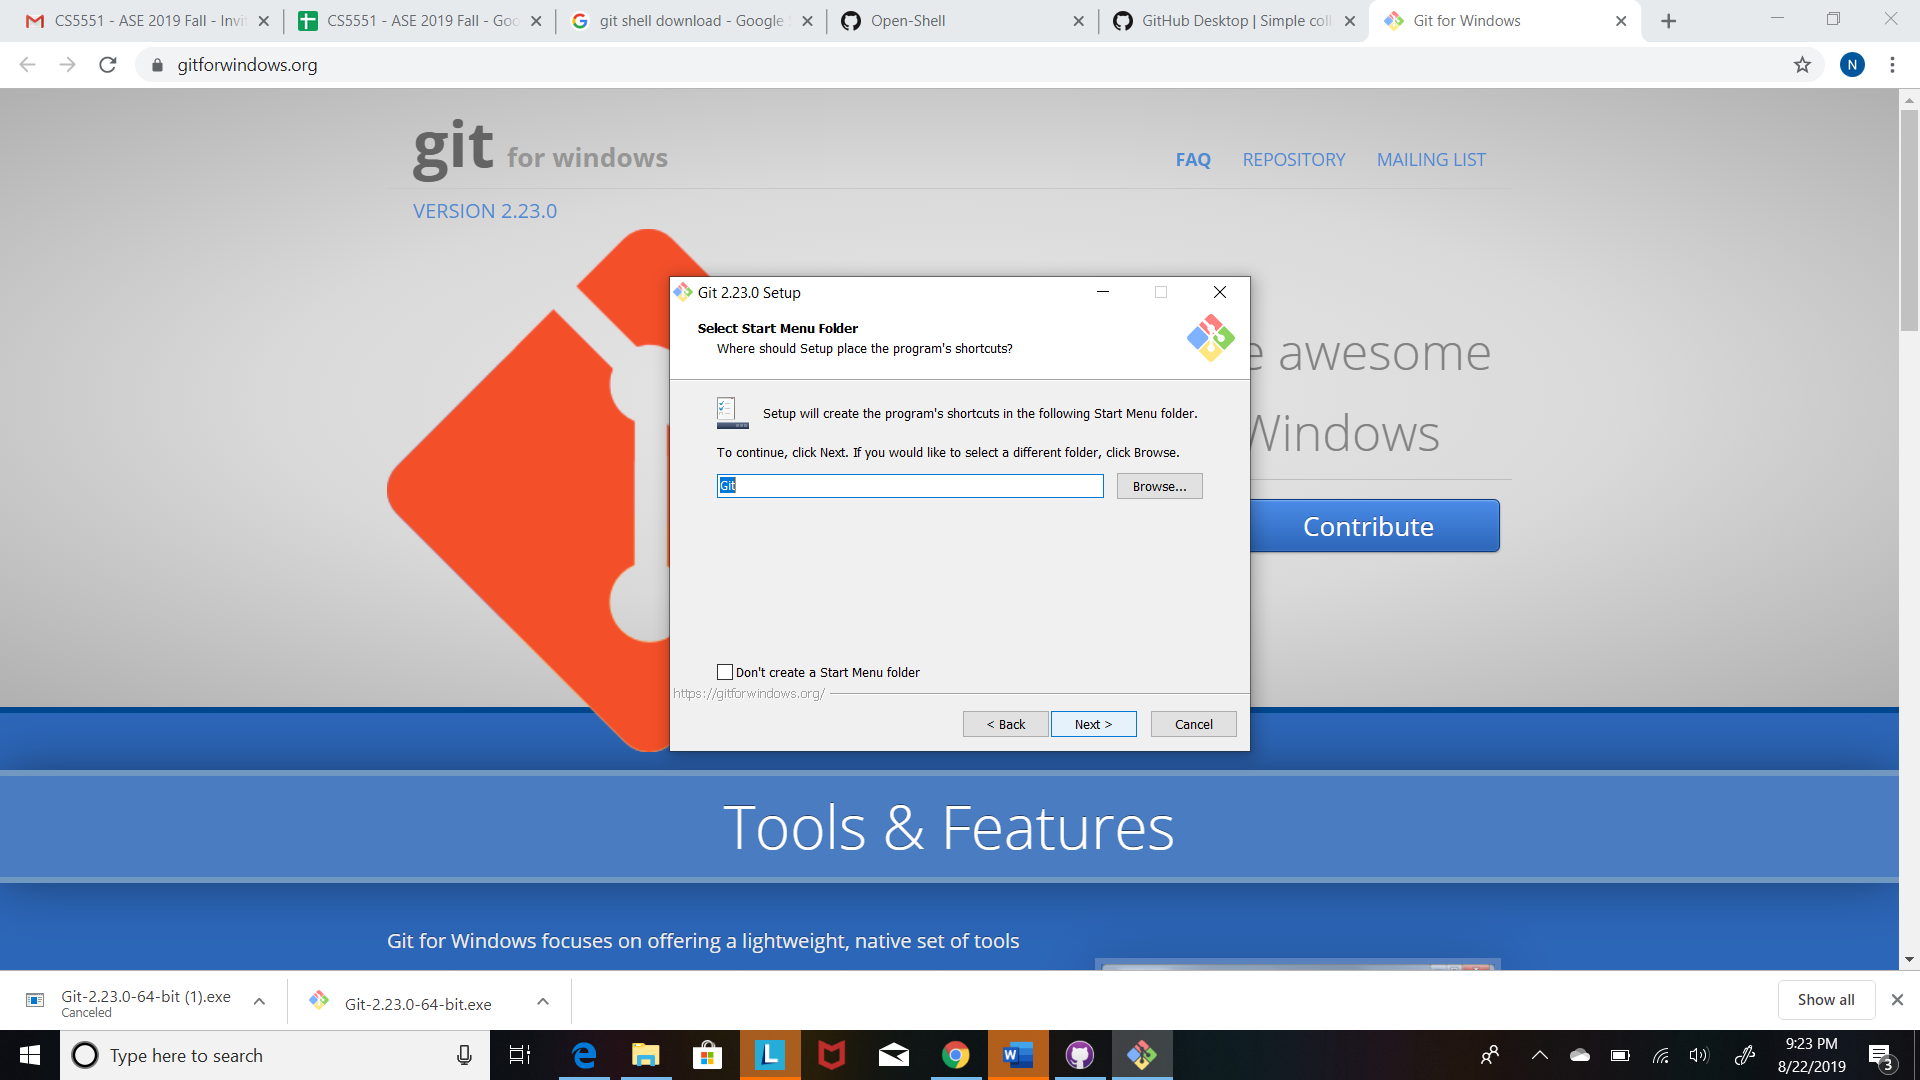 CS5551 - ASE 2019 Fall - Invit
CS5551 - ASE 2019 Fall - Goo
git shell download - Google S
Open-Shell
GitHub Desktop | Simple coll
Git for Windows
gitforwindows.org
N
git for windows
FAQ
REPOSITORY
MAILING LIST
VERSION 2.23.0
e awesome
Windows
Contribute
Git 2.23.0 Setup
Select Start Menu Folder
Where should Setup place the program's shortcuts?
Setup will create the program's shortcuts in the following Start Menu folder.
To continue, click Next. If you would like to select a different folder, click Browse.
Git
Browse...
Don't create a Start Menu folder
https://gitforwindows.org/
< Back
Next >
Cancel
Tools & Features
Git for Windows focuses on offering a lightweight, native set of tools
Git-2.23.0-64-bit (1).exe
Canceled
Git-2.23.0-64-bit.exe
Show all
Type here to search
9:23 PM
8/22/2019
3